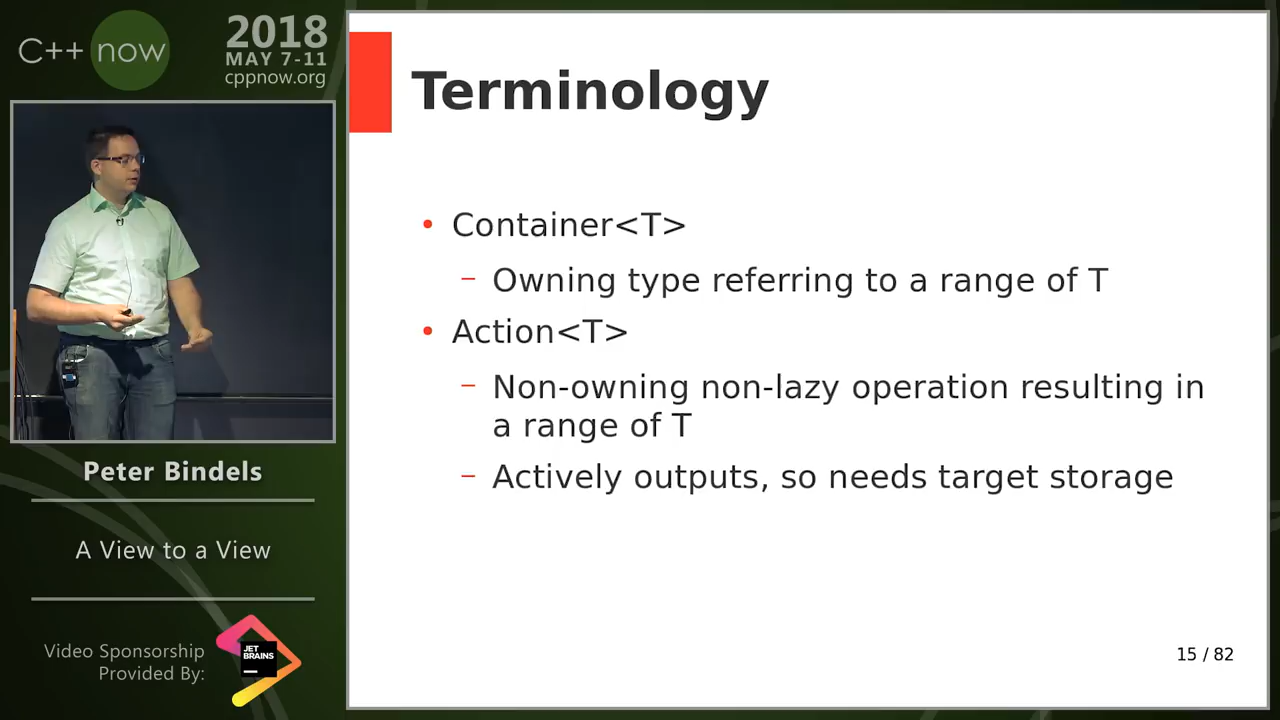 C++ now
2018
MAY 7-11
cppnow.org
Peter Bindels
A View to a View
Video Sponsorship
Provided By:
JET
BRAINS
Terminology
• Container<T>
– Owning type referring to a range of T
• Action<T>
– Non-owning non-lazy operation resulting in
a range of T
– Actively outputs, so needs target storage
15 / 82